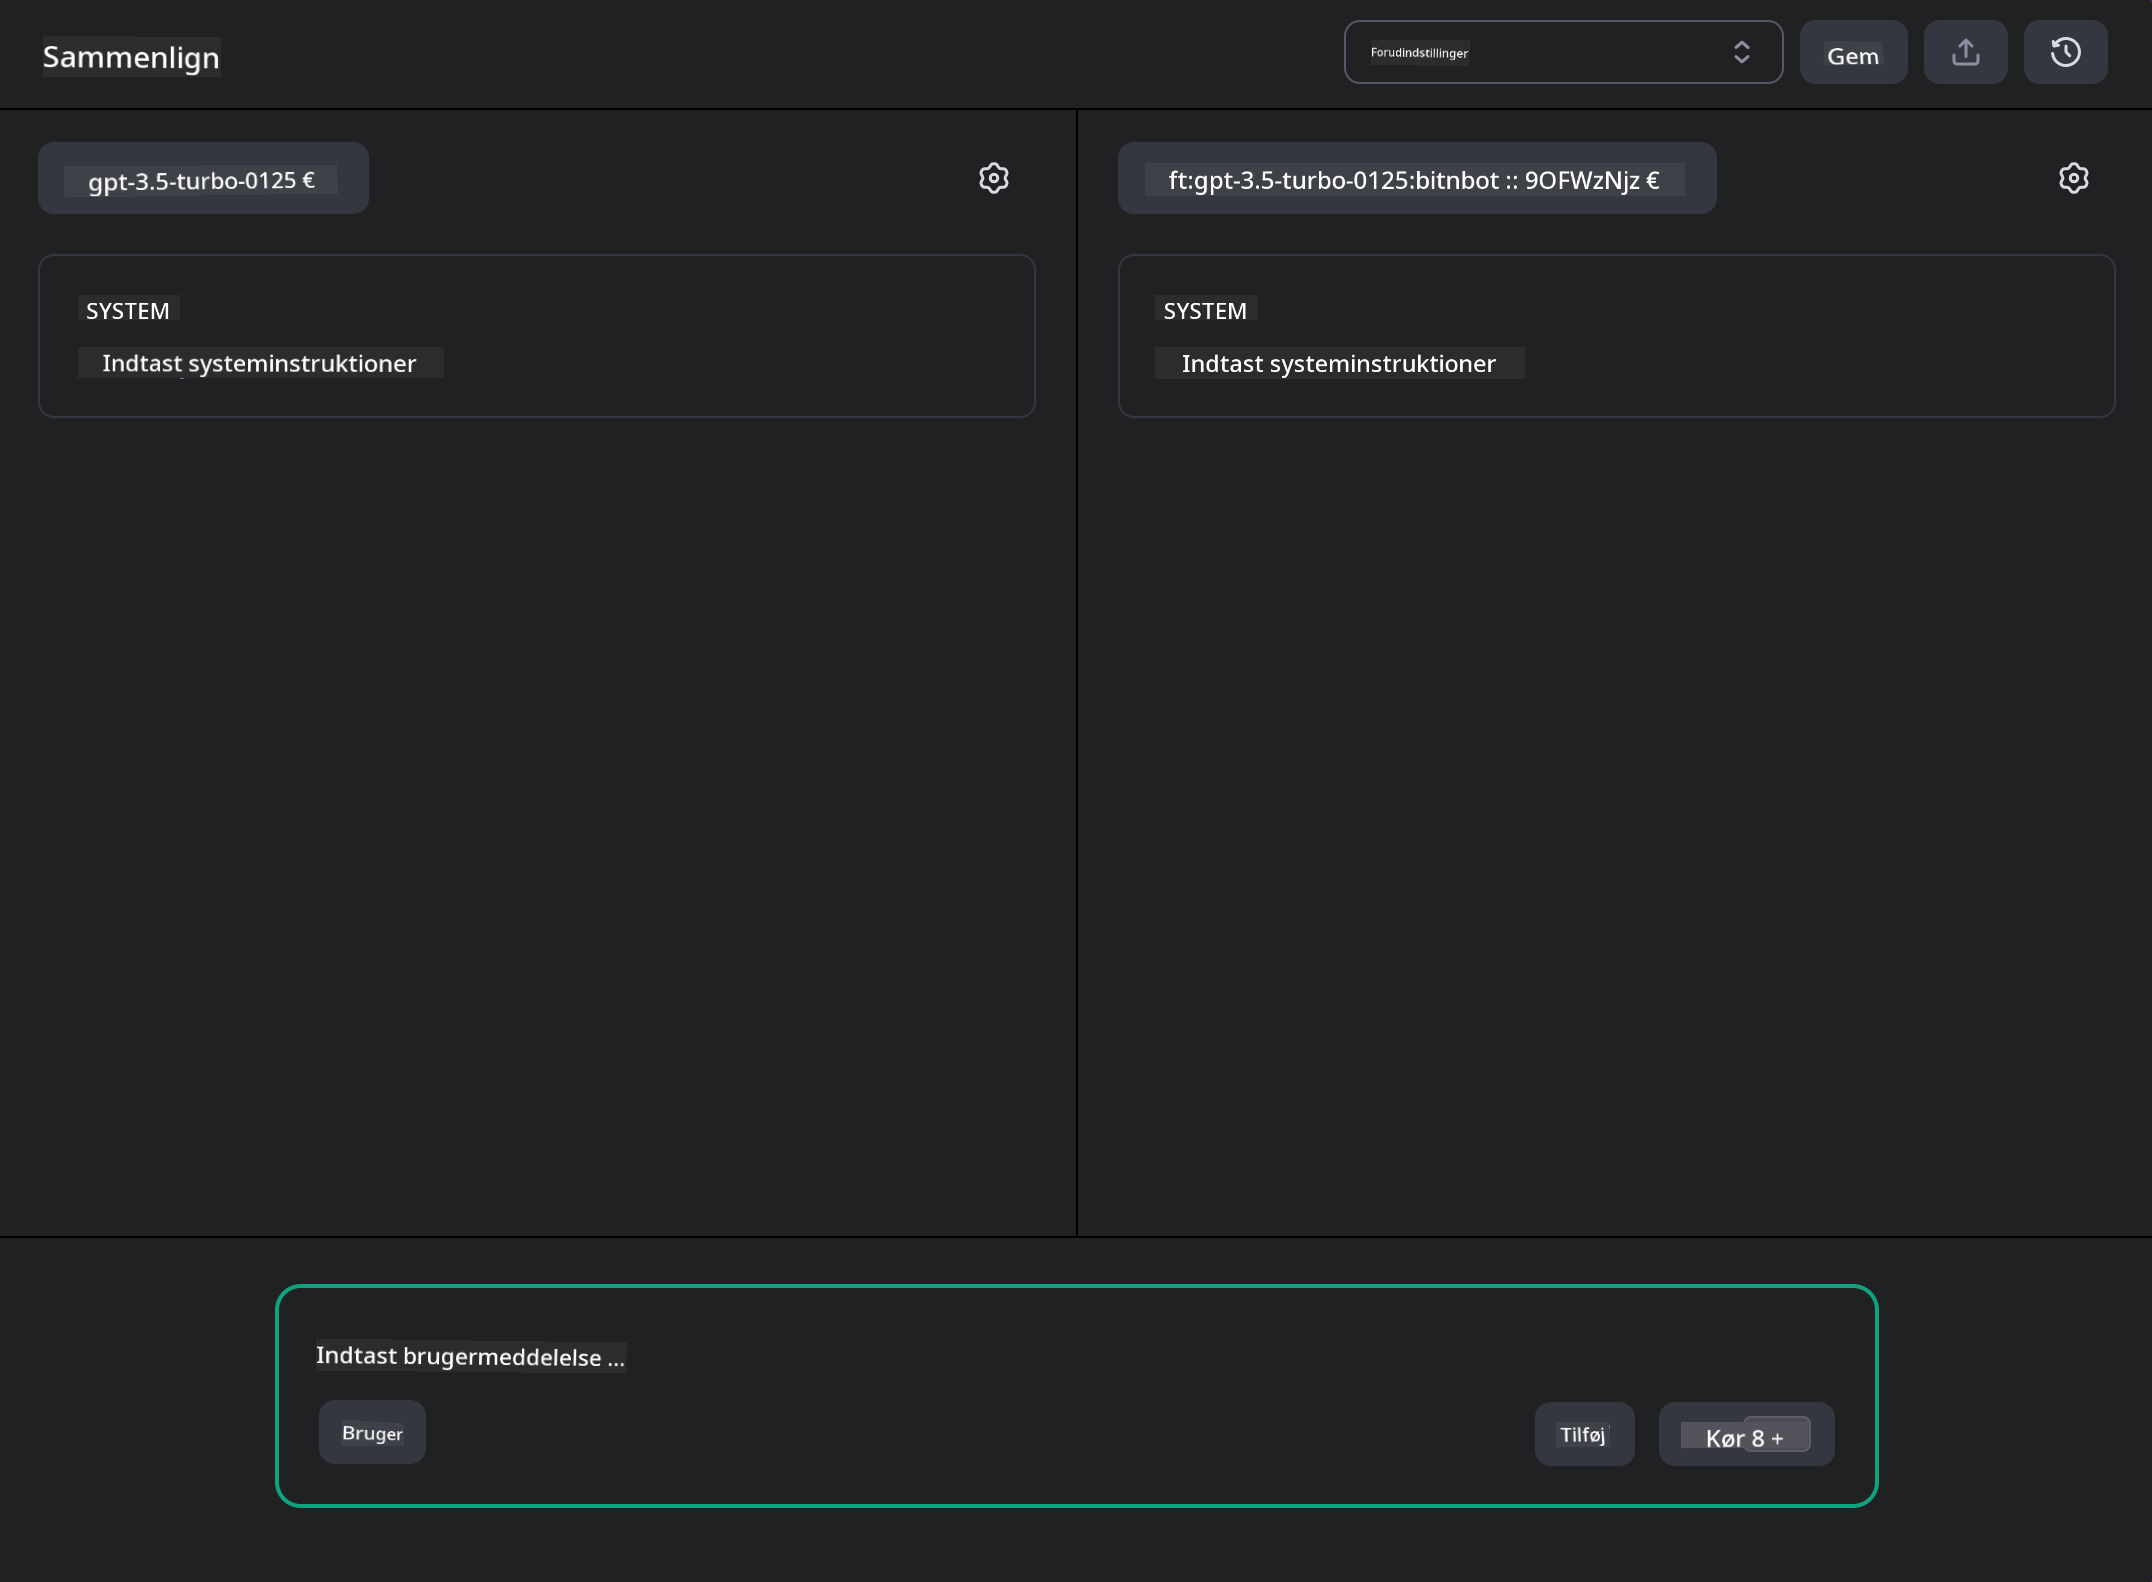 Sammenlign
Forudindstillinger
Gem
gpt-3.5-turbo-0125 €
ft:gpt-3.5-turbo-0125:bitnbot :: 9OFWzNjz €
SYSTEM
Indtast systeminstruktioner
SYSTEM
Indtast systeminstruktioner
Indtast brugermeddelelse ...
Bruger
Tilføj
Kør 8 +